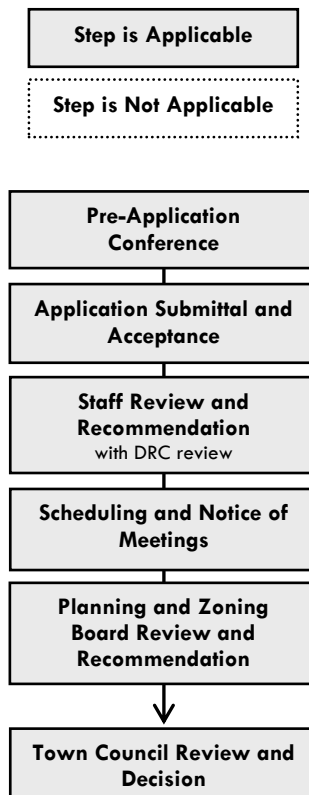 Step is Applicable
Step is Not Applicable
Pre-Application
Conference
Application Submittal and
Acceptance
Staff Review and
Recommendation
with DRC review
Scheduling and Notice of
Meetings
Planning and Zoning
Board Review and
Recommendation
Town Council Review and
Decision